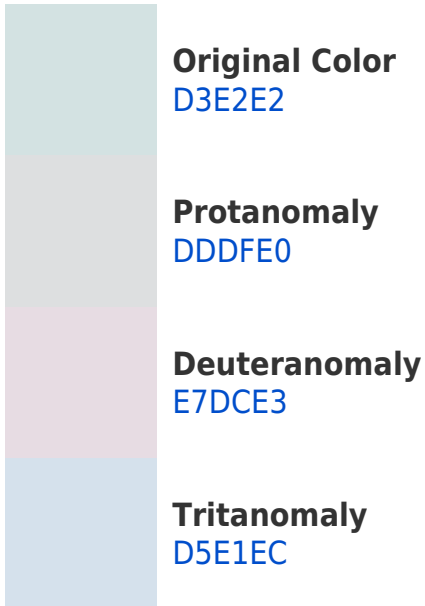 Original Color
D3E2E2
Protanomaly
DDDFE0
Deuteranomaly
E7DCE3
Tritanomaly
D5E1EC